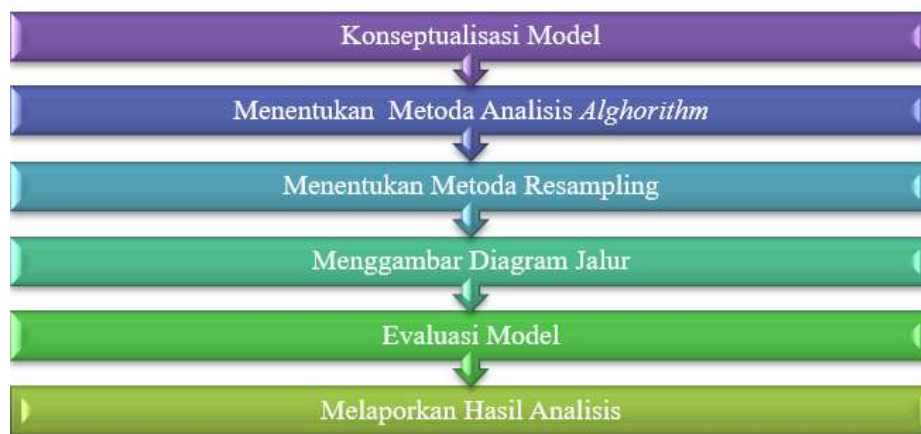 Konseptualisasi Model
Menentukan Metoda Analisis Alghorithm
Menentukan Metoda Resampling
Menggambar Diagram Jalur
Evaluasi Model
Melaporkan Hasil Analisis